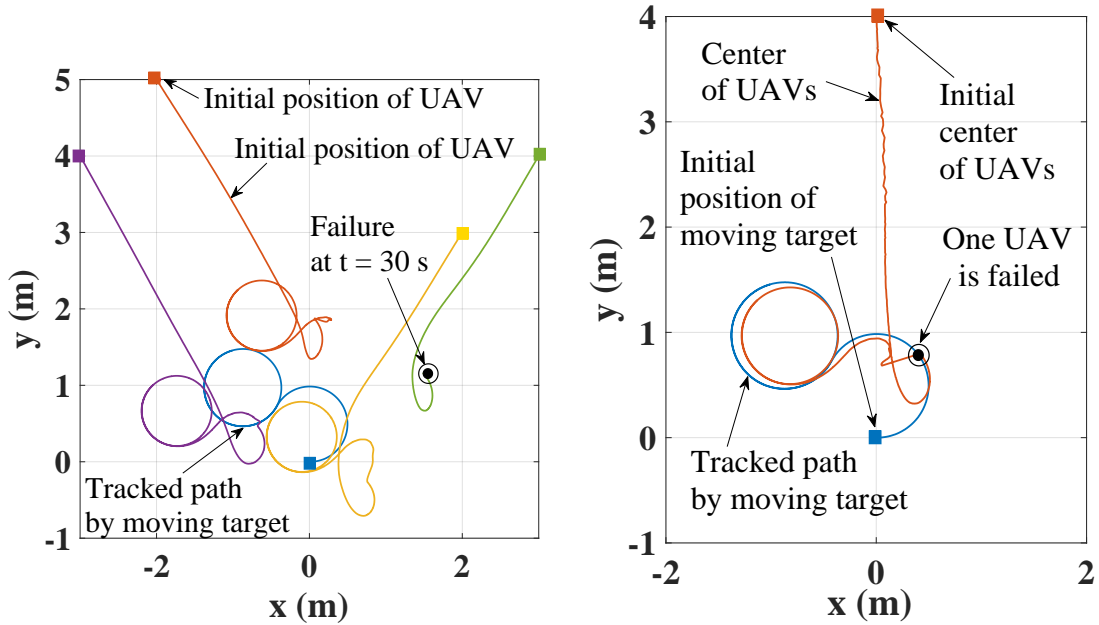 5
4
3
2
1
0
-1
-2
0
2
y (m)
x (m)
Initial position of UAV
Initial position of UAV
Failure
at t = 30 s
Tracked path
by moving target
4
3
2
1
0
-1
-2
0
2
y (m)
x (m)
Center
of UAVs
Initial
center
of UAVs
Initial
position of
moving target
One UAV
is failed
Tracked path
by moving target